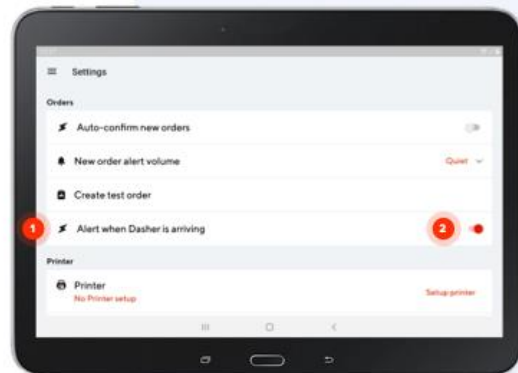 Settings
Orders
Auto-confirm new orders
New order alert volume
Quiet
Create test order
1
Alert when Dasher is arriving
2
Printer
Printer
No Printer setup
Setup printer